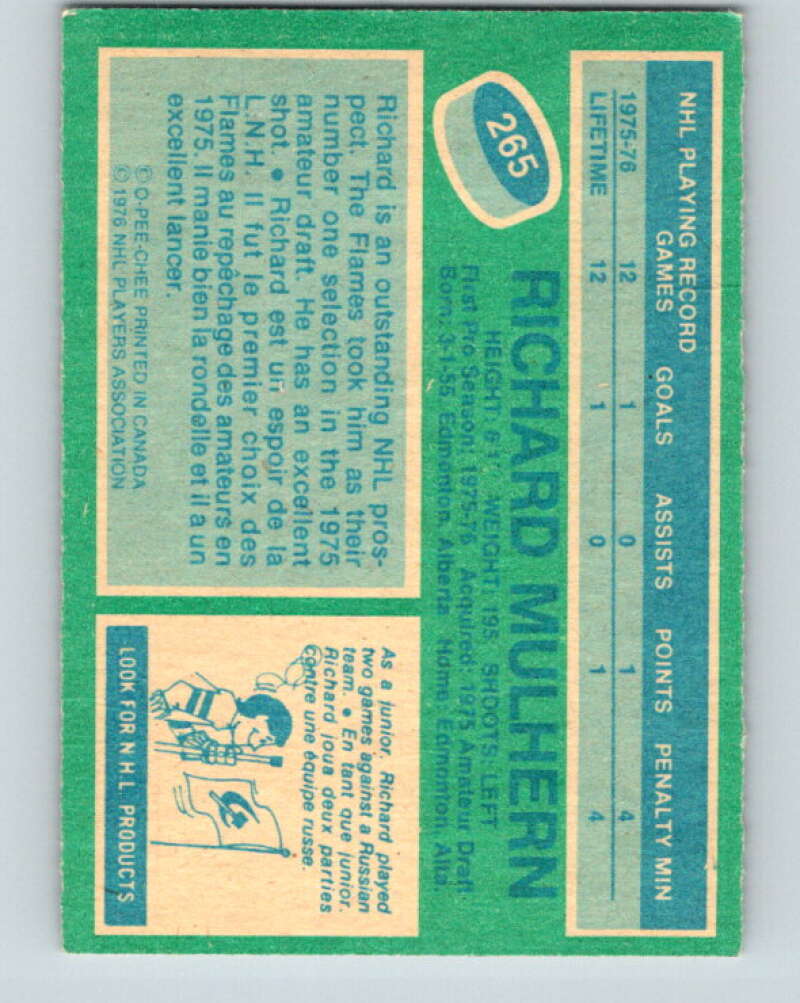 NHL PLAYING RECORD
GAMES GOALS ASSISTS POINTS PENALTY MIN
1975-76 12 1 0 1 4
LIFETIME 12 1 0 1 4
265
RICHARD MULHERN
HEIGHT: 6'1" WEIGHT: 195 SHOOTS: LEFT
First Pro Season: 1975-76 Acquired: 1975 Amateur Draft
Born: 3-1-55 Edmonton, Alberta Home: Edmonton, Alta.
Richard is an outstanding NHL pros-
pect. The Flames took him as their
number one selection in the 1975
amateur draft. He has an excellent
shot. • Richard est un espoir de la
L.N.H. Il fut le premier choix des
Flames au repêchage des amateurs en
1975. Il manie bien la rondelle et il a un
excellent lancer.
© O-PEE-CHEE PRINTED IN CANADA
© 1976 NHL PLAYERS ASSOCIATION
As a junior, Richard played
two games against a Russian
team. • En tant que junior,
Richard joua deux parties
contre une équipe russe.
LOOK FOR N.H.L. PRODUCTS